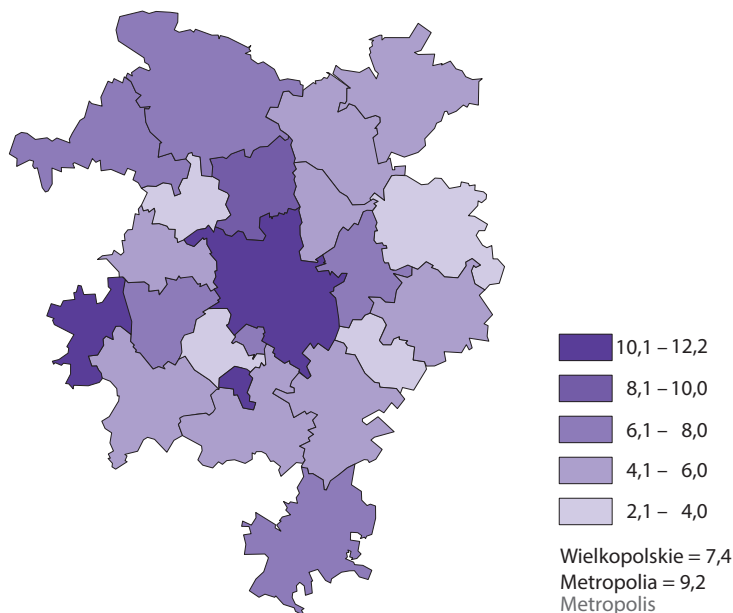 10,1 – 12,2
8,1 – 10,0
6,1 – 8,0
4,1 – 6,0
2,1 – 4,0
Wielkopolskie = 7,4
Metropolia = 9,2
Metropolis